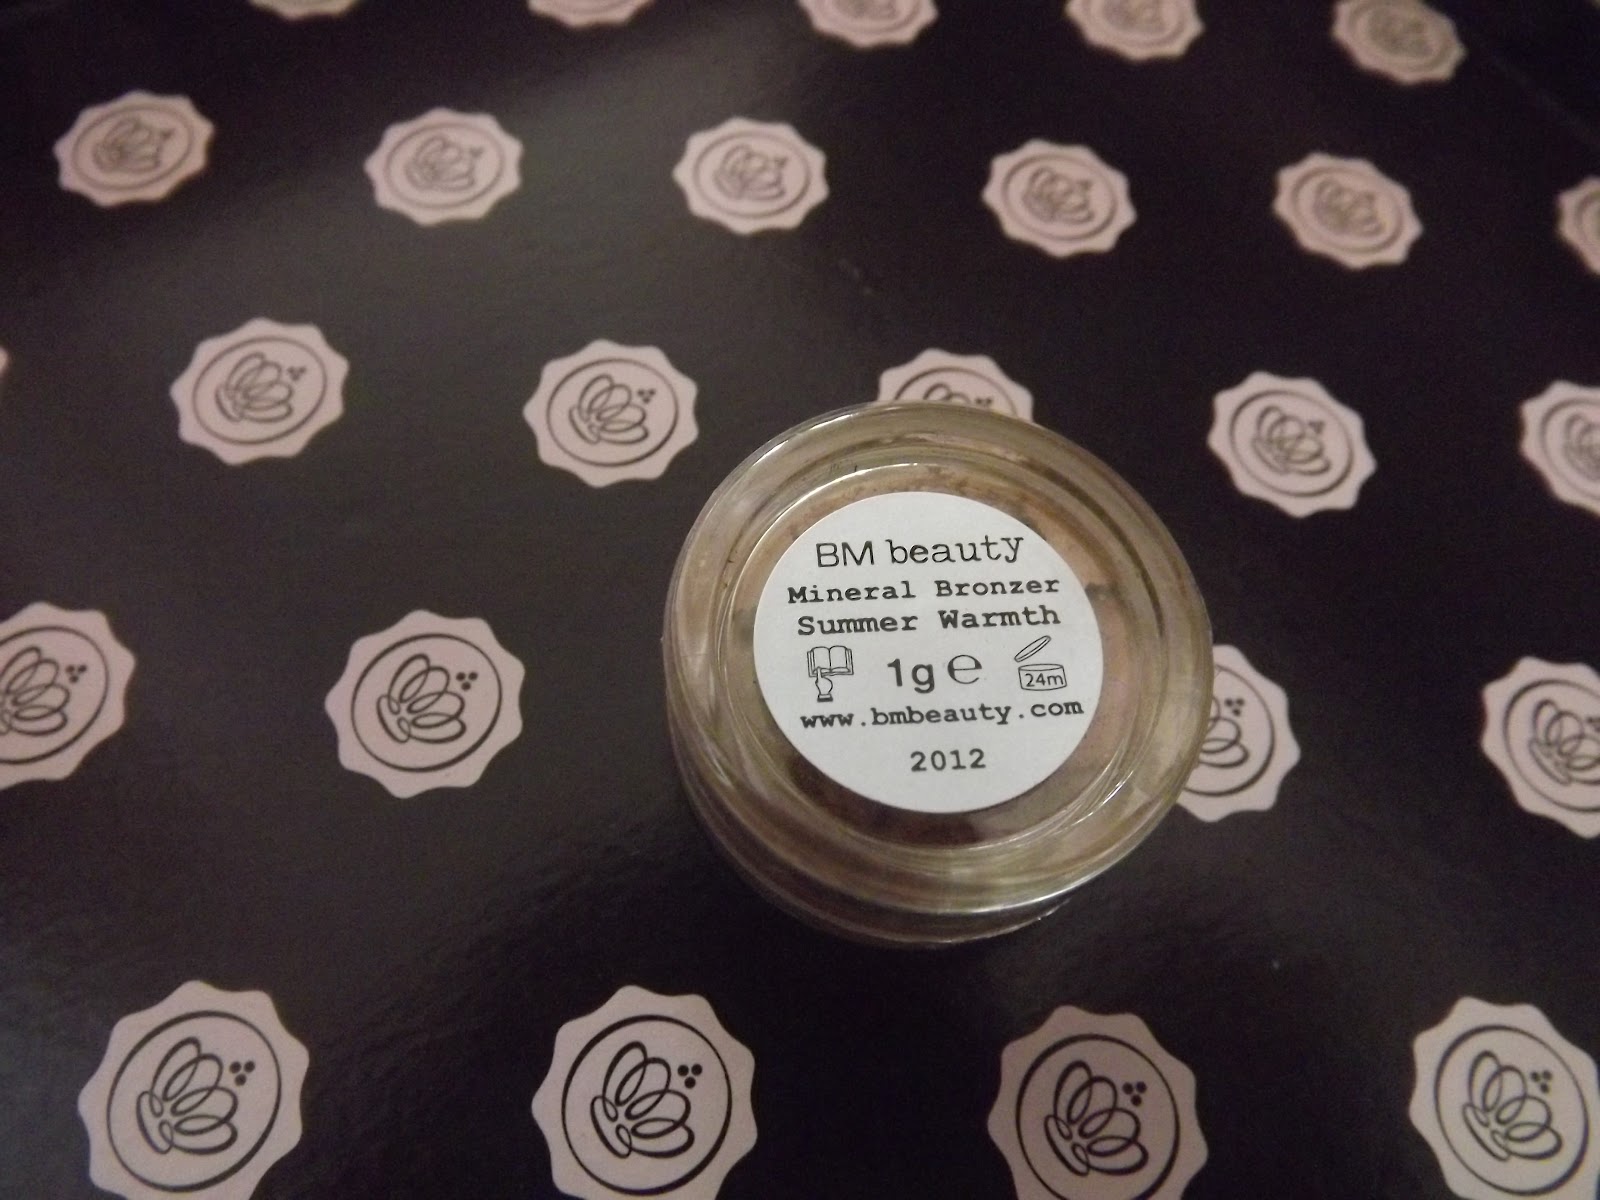 BM beauty
Mineral Bronzer
Summer Warmth
1g ℮ 24m
www.bmbeauty.com
2012